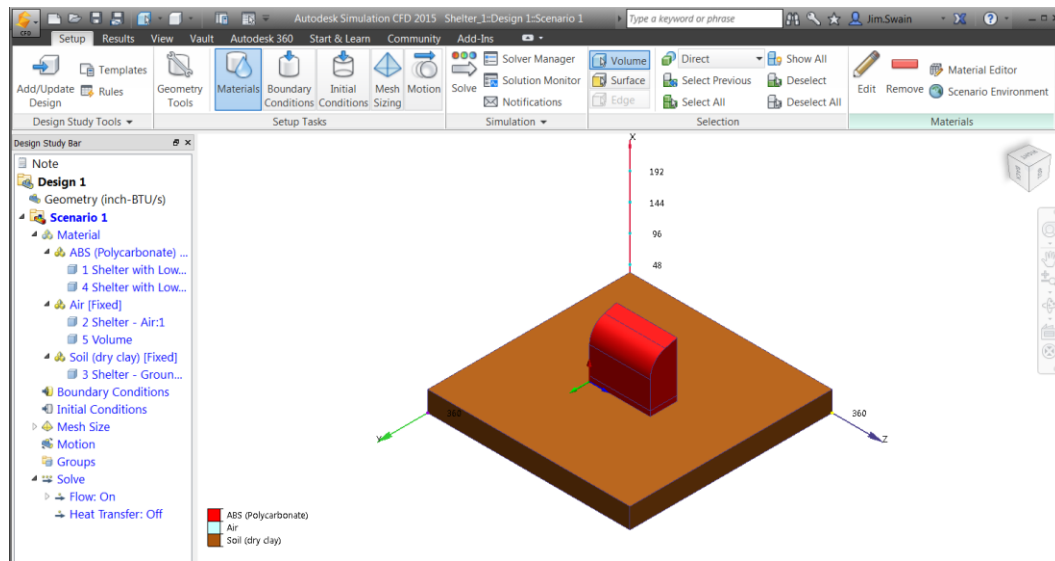 Autodesk Simulation CFD 2015 Shelter_1::Design 1::Scenario 1
Type a keyword or phrase
Jim.Swain
CFD
Setup Results View Vault Autodesk 360 Start & Learn Community Add-Ins
Add/Update Design
Templates
Rules
Geometry Tools
Materials
Boundary Conditions
Initial Conditions
Mesh Sizing
Motion
Solve
Solver Manager
Solution Monitor
Notifications
Volume
Surface
Edge
Direct
Select Previous
Select All
Show All
Deselect
Deselect All
Edit
Remove
Material Editor
Scenario Environment
Design Study Tools
Setup Tasks
Simulation
Selection
Materials
Design Study Bar
Note
Design 1
Geometry (inch-BTU/s)
Scenario 1
Material
ABS (Polycarbonate) ...
1 Shelter with Low...
4 Shelter with Low...
Air [Fixed]
2 Shelter - Air:1
5 Volume
Soil (dry clay) [Fixed]
3 Shelter - Groun...
Boundary Conditions
Initial Conditions
Mesh Size
Motion
Groups
Solve
Flow: On
Heat Transfer: Off
X
192
144
96
48
360
Y
360
Z
ABS (Polycarbonate)
Air
Soil (dry clay)